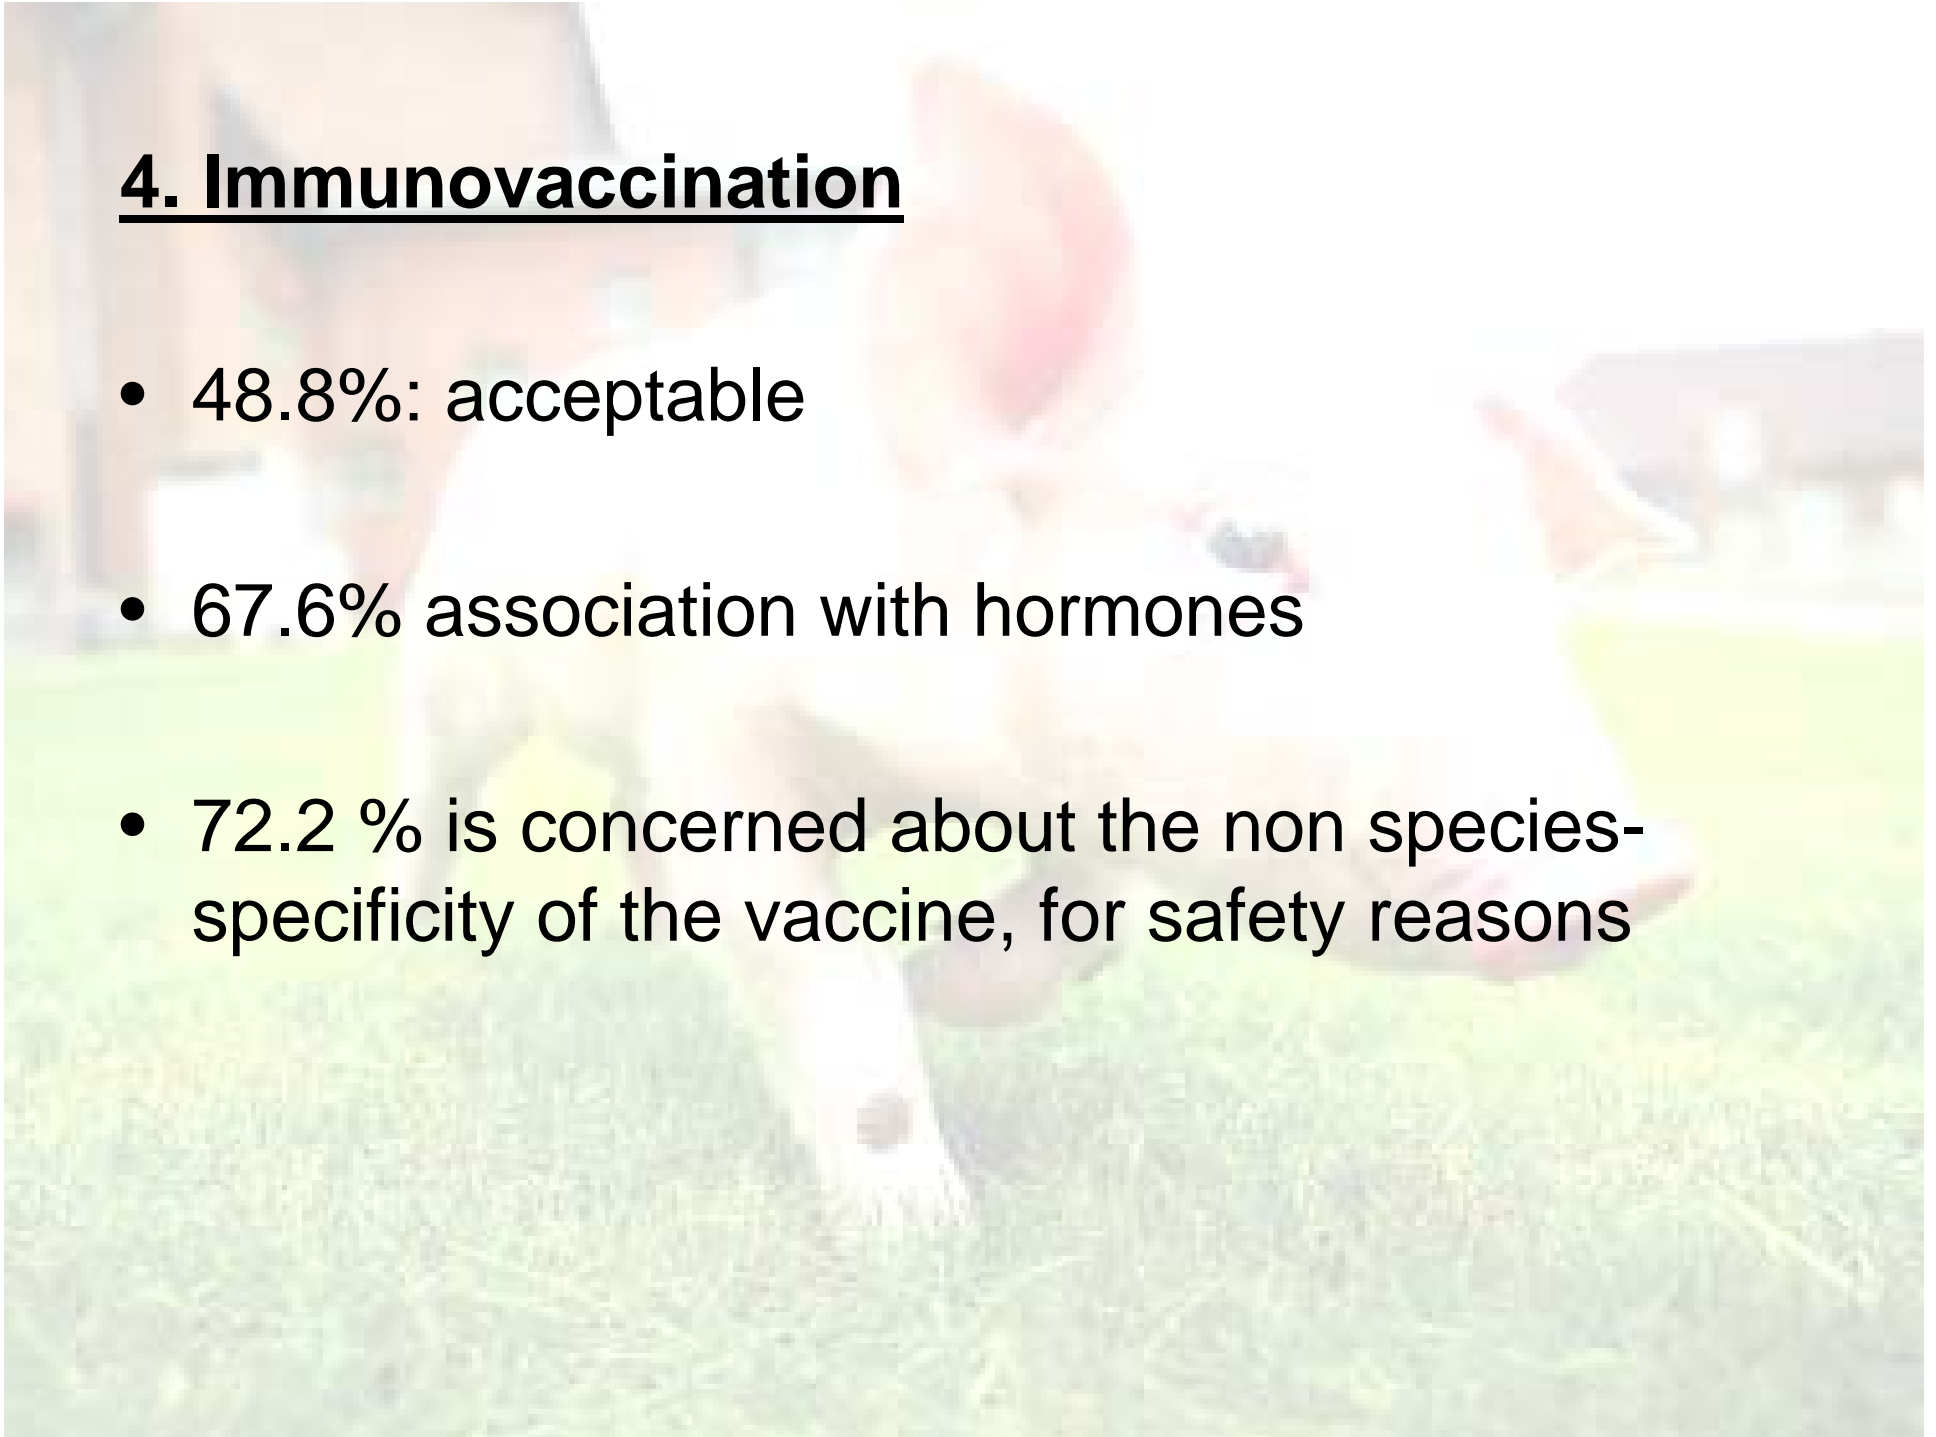 4. Immunovaccination
• 48.8%: acceptable
• 67.6% association with hormones
• 72.2 % is concerned about the non species-
specificity of the vaccine, for safety reasons